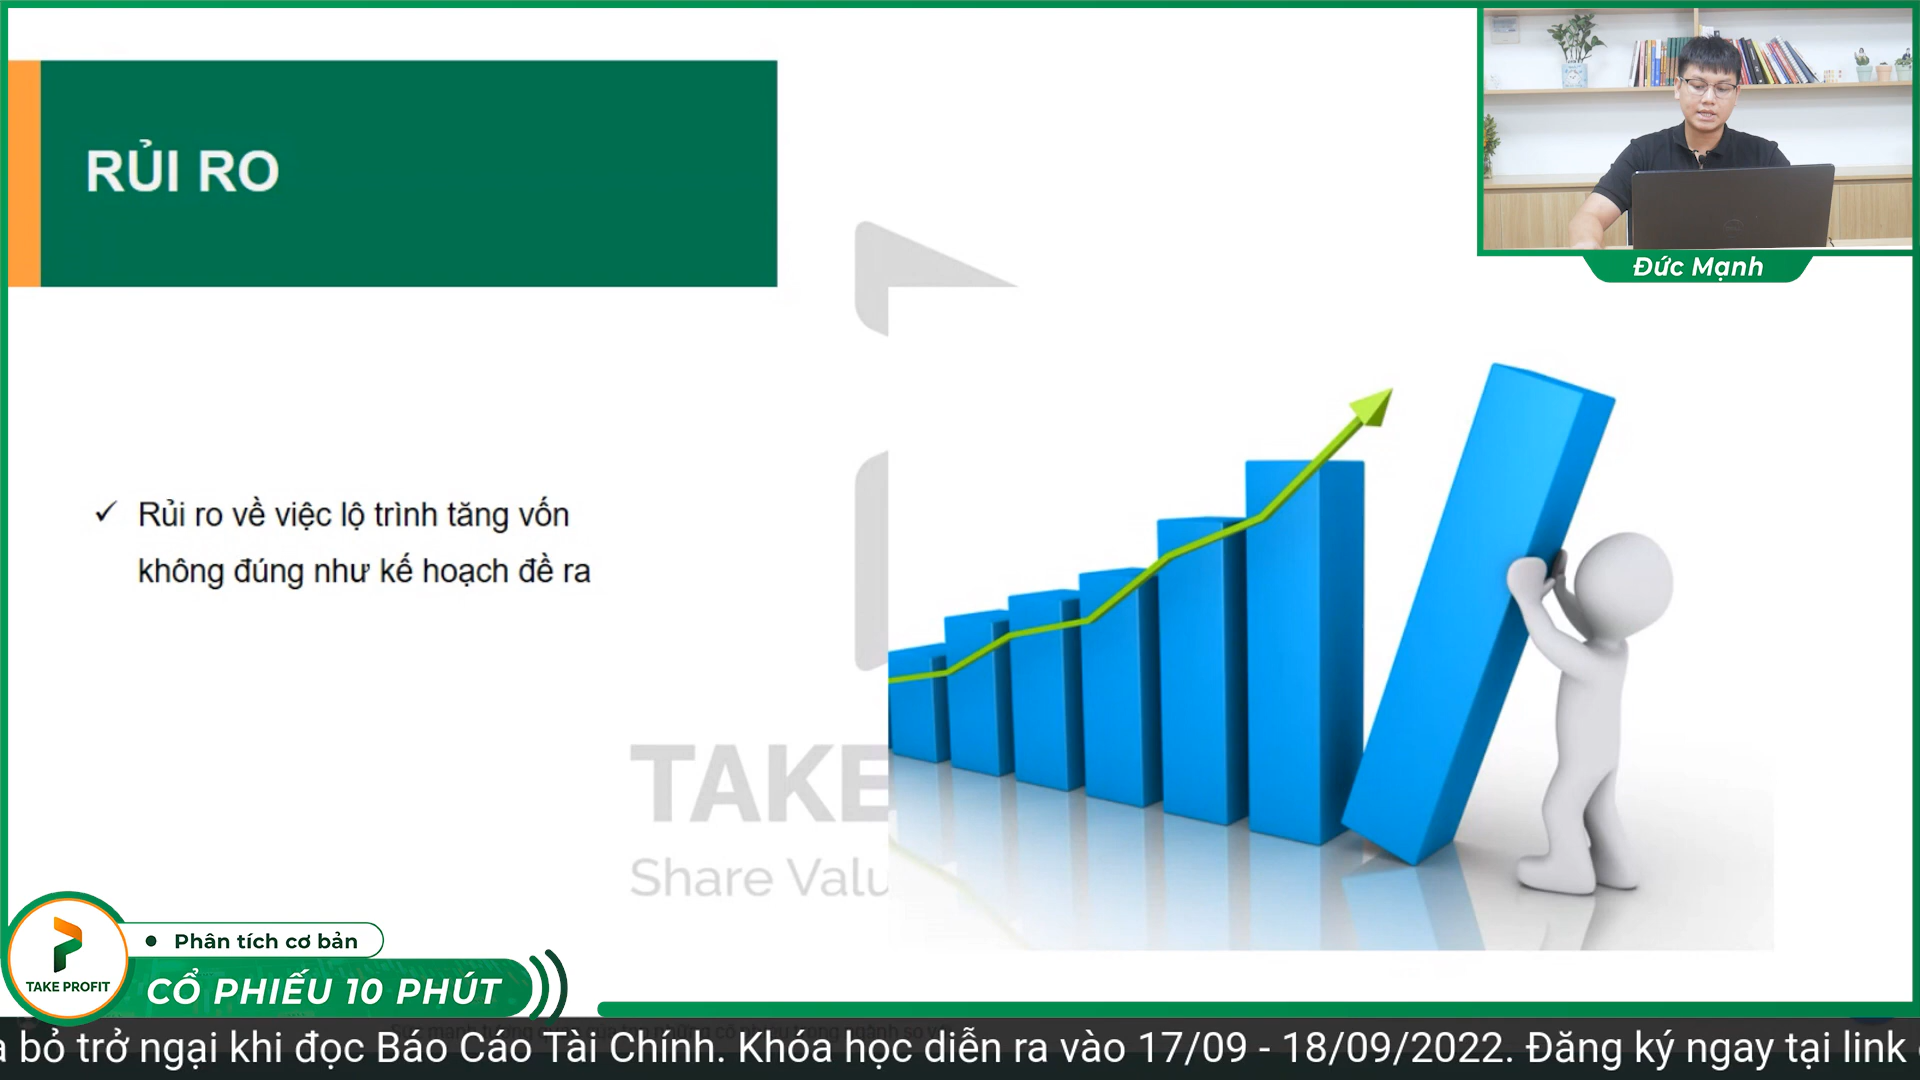 RỦI RO
Đức Mạnh
✓ Rủi ro về việc lộ trình tăng vốn
không đúng như kế hoạch đề ra
TAKE
Share Valu
• Phân tích cơ bản
TAKE PROFIT
CỔ PHIẾU 10 PHÚT
bỏ trở ngại khi đọc Báo Cáo Tài Chính. Khóa học diễn ra vào 17/09 - 18/09/2022. Đăng ký ngay tại link